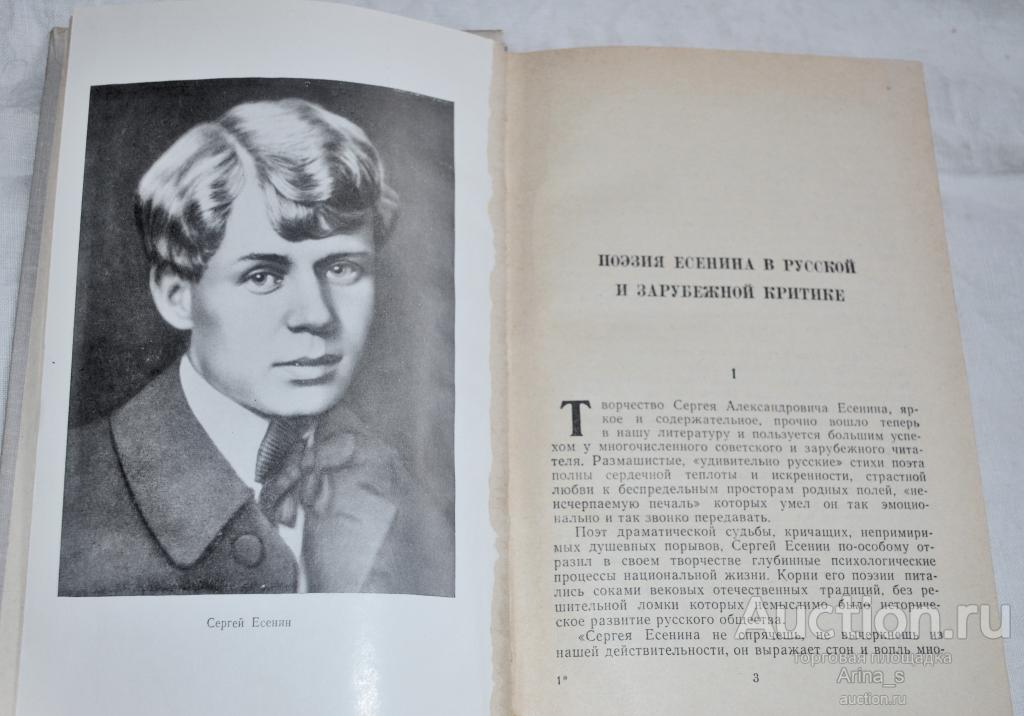 Сергей Есенин
ПОЭЗИЯ ЕСЕНИНА В РУССКОЙ
И ЗАРУБЕЖНОЙ КРИТИКЕ
1
Творчество Сергея Александровича Есенина, яр-
кое и содержательное, прочно вошло теперь
в нашу литературу и пользуется большим успе-
хом у многочисленного советского и зарубежного чита-
теля. Размашистые, «удивительно русские» стихи поэта
полны сердечной теплоты и искренности, страстной
любви к беспредельным просторам родных полей, «не-
исчерпаемую печаль» которых умел он так эмоцио-
нально и так звонко передавать.
Поэт драматической судьбы, кричащих, непримири-
мых душевных порывов, Сергей Есенин по-особому от-
разил в своем творчестве глубинные психологические
процессы национальной жизни. Корни его поэзии пита-
лись соками вековых отечественных традиций, без ре-
шительной ломки которых немыслимо было историче-
ское развитие русского общества.
«Сергея Есенина не спрячешь, не вычеркнешь из
нашей действительности, он выражает стон и вопль мно-
1*
3
Auction.ru
торговая площадка
Arina_s
auction.ru